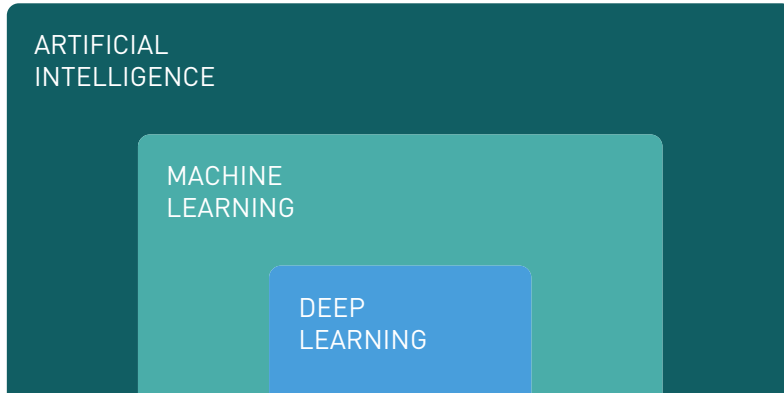 ARTIFICIAL
INTELLIGENCE
MACHINE
LEARNING
DEEP
LEARNING